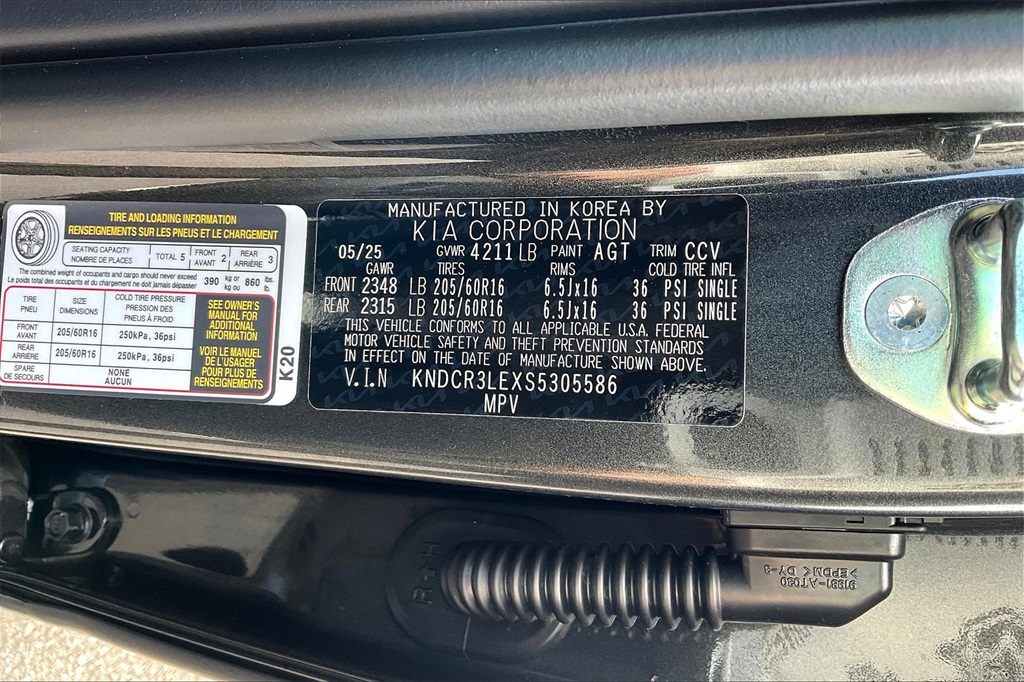 TIRE AND LOADING INFORMATION
RENSEIGNEMENTS SUR LES PNEUS ET LE CHARGEMENT
SEATING CAPACITY
NOMBRE DE PLACES
TOTAL 5
FRONT
AVANT 2
REAR
ARRIÈRE 3
The combined weight of occupants and cargo should never exceed
Le poids total des occupants et du chargement ne doit jamais dépasser
390 kg or
kg ou
860 lbs.
lb.
TIRE
PNEU
SIZE
DIMENSIONS
COLD TIRE PRESSURE
PRESSION DES
PNEUS À FROID
FRONT
AVANT
205/60R16
250kPa, 36psi
REAR
ARRIÈRE
205/60R16
250kPa, 36psi
SPARE
DE SECOURS
NONE
AUCUN
SEE OWNER'S
MANUAL FOR
ADDITIONAL
INFORMATION
VOIR LE MANUEL
DE L'USAGER
POUR PLUS DE
RENSEIGNEMENTS
K20
MANUFACTURED IN KOREA BY
KIA CORPORATION
05/25 GVWR 4211 LB PAINT AGT TRIM CCV
GAWR TIRES RIMS COLD TIRE INFL
FRONT 2348 LB 205/60R16 6.5Jx16 36 PSI SINGLE
REAR 2315 LB 205/60R16 6.5Jx16 36 PSI SINGLE
THIS VEHICLE CONFORMS TO ALL APPLICABLE U.S.A. FEDERAL
MOTOR VEHICLE SAFETY AND THEFT PREVENTION STANDARDS
IN EFFECT ON THE DATE OF MANUFACTURE SHOWN ABOVE.
V.I.N KNDCR3LEXS5305586
MPV
R+H
91981-AT030
>EPDM< DY-3